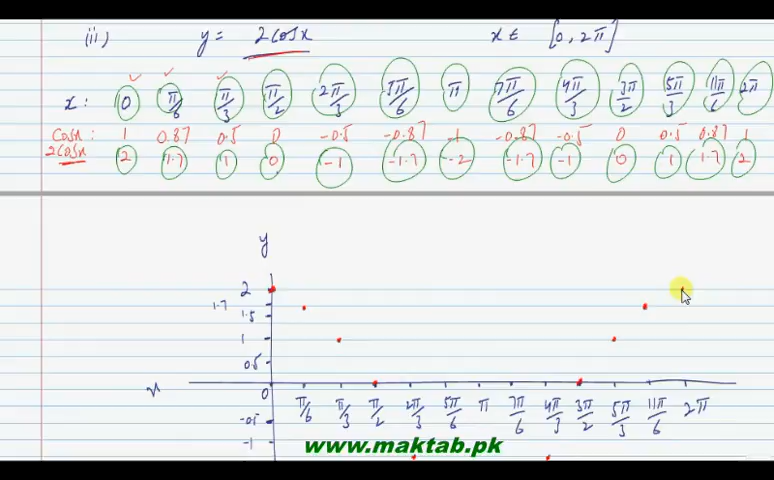 (ii) y = 2cosx x ∈ [0, 2π]
x: 0 π/6 π/3 π/2 2π/3 5π/6 π 7π/6 4π/3 3π/2 5π/3 11π/6 2π
Cosx: 1 0.87 0.5 0 -0.5 -0.87 -1 -0.87 -0.5 0 0.5 0.87 1
2cosx 2 1.7 1 0 -1 -1.7 -2 -1.7 -1 0 1 1.7 2
y
2
1.7
1.5
1
0.5
0 π/6 π/3 π/2 2π/3 5π/6 π 7π/6 4π/3 3π/2 5π/3 11π/6 2π
-0.5
-1
www.maktab.pk